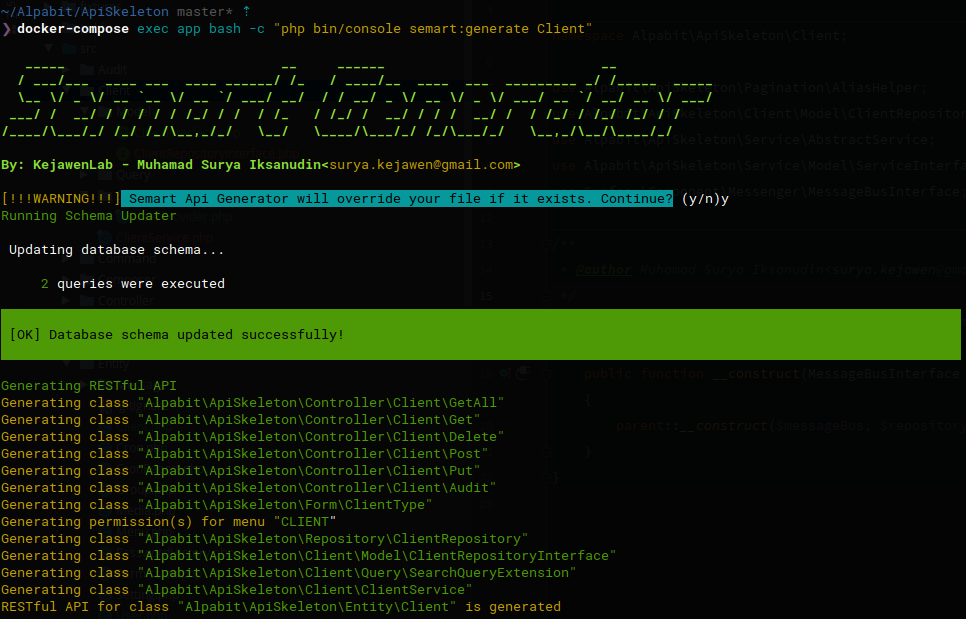 ~/Alpabit/ApiSkeleton master* ↑
❯ docker-compose exec app bash -c "php bin/console semart:generate Client"
Semart Generator
By: KejawenLab - Muhamad Surya Iksanudin<surya.kejawen@gmail.com>
[!!!WARNING!!!] Semart Api Generator will override your file if it exists. Continue? (y/n)y
Running Schema Updater
Updating database schema...
2 queries were executed
[OK] Database schema updated successfully!
Generating RESTful API
Generating class "Alpabit\ApiSkeleton\Controller\Client\GetAll"
Generating class "Alpabit\ApiSkeleton\Controller\Client\Get"
Generating class "Alpabit\ApiSkeleton\Controller\Client\Delete"
Generating class "Alpabit\ApiSkeleton\Controller\Client\Post"
Generating class "Alpabit\ApiSkeleton\Controller\Client\Put"
Generating class "Alpabit\ApiSkeleton\Controller\Client\Audit"
Generating class "Alpabit\ApiSkeleton\Form\ClientType"
Generating permission(s) for menu "CLIENT"
Generating class "Alpabit\ApiSkeleton\Repository\ClientRepository"
Generating class "Alpabit\ApiSkeleton\Client\Model\ClientRepositoryInterface"
Generating class "Alpabit\ApiSkeleton\Client\Query\SearchQueryExtension"
Generating class "Alpabit\ApiSkeleton\Client\ClientService"
RESTful API for class "Alpabit\ApiSkeleton\Entity\Client" is generated